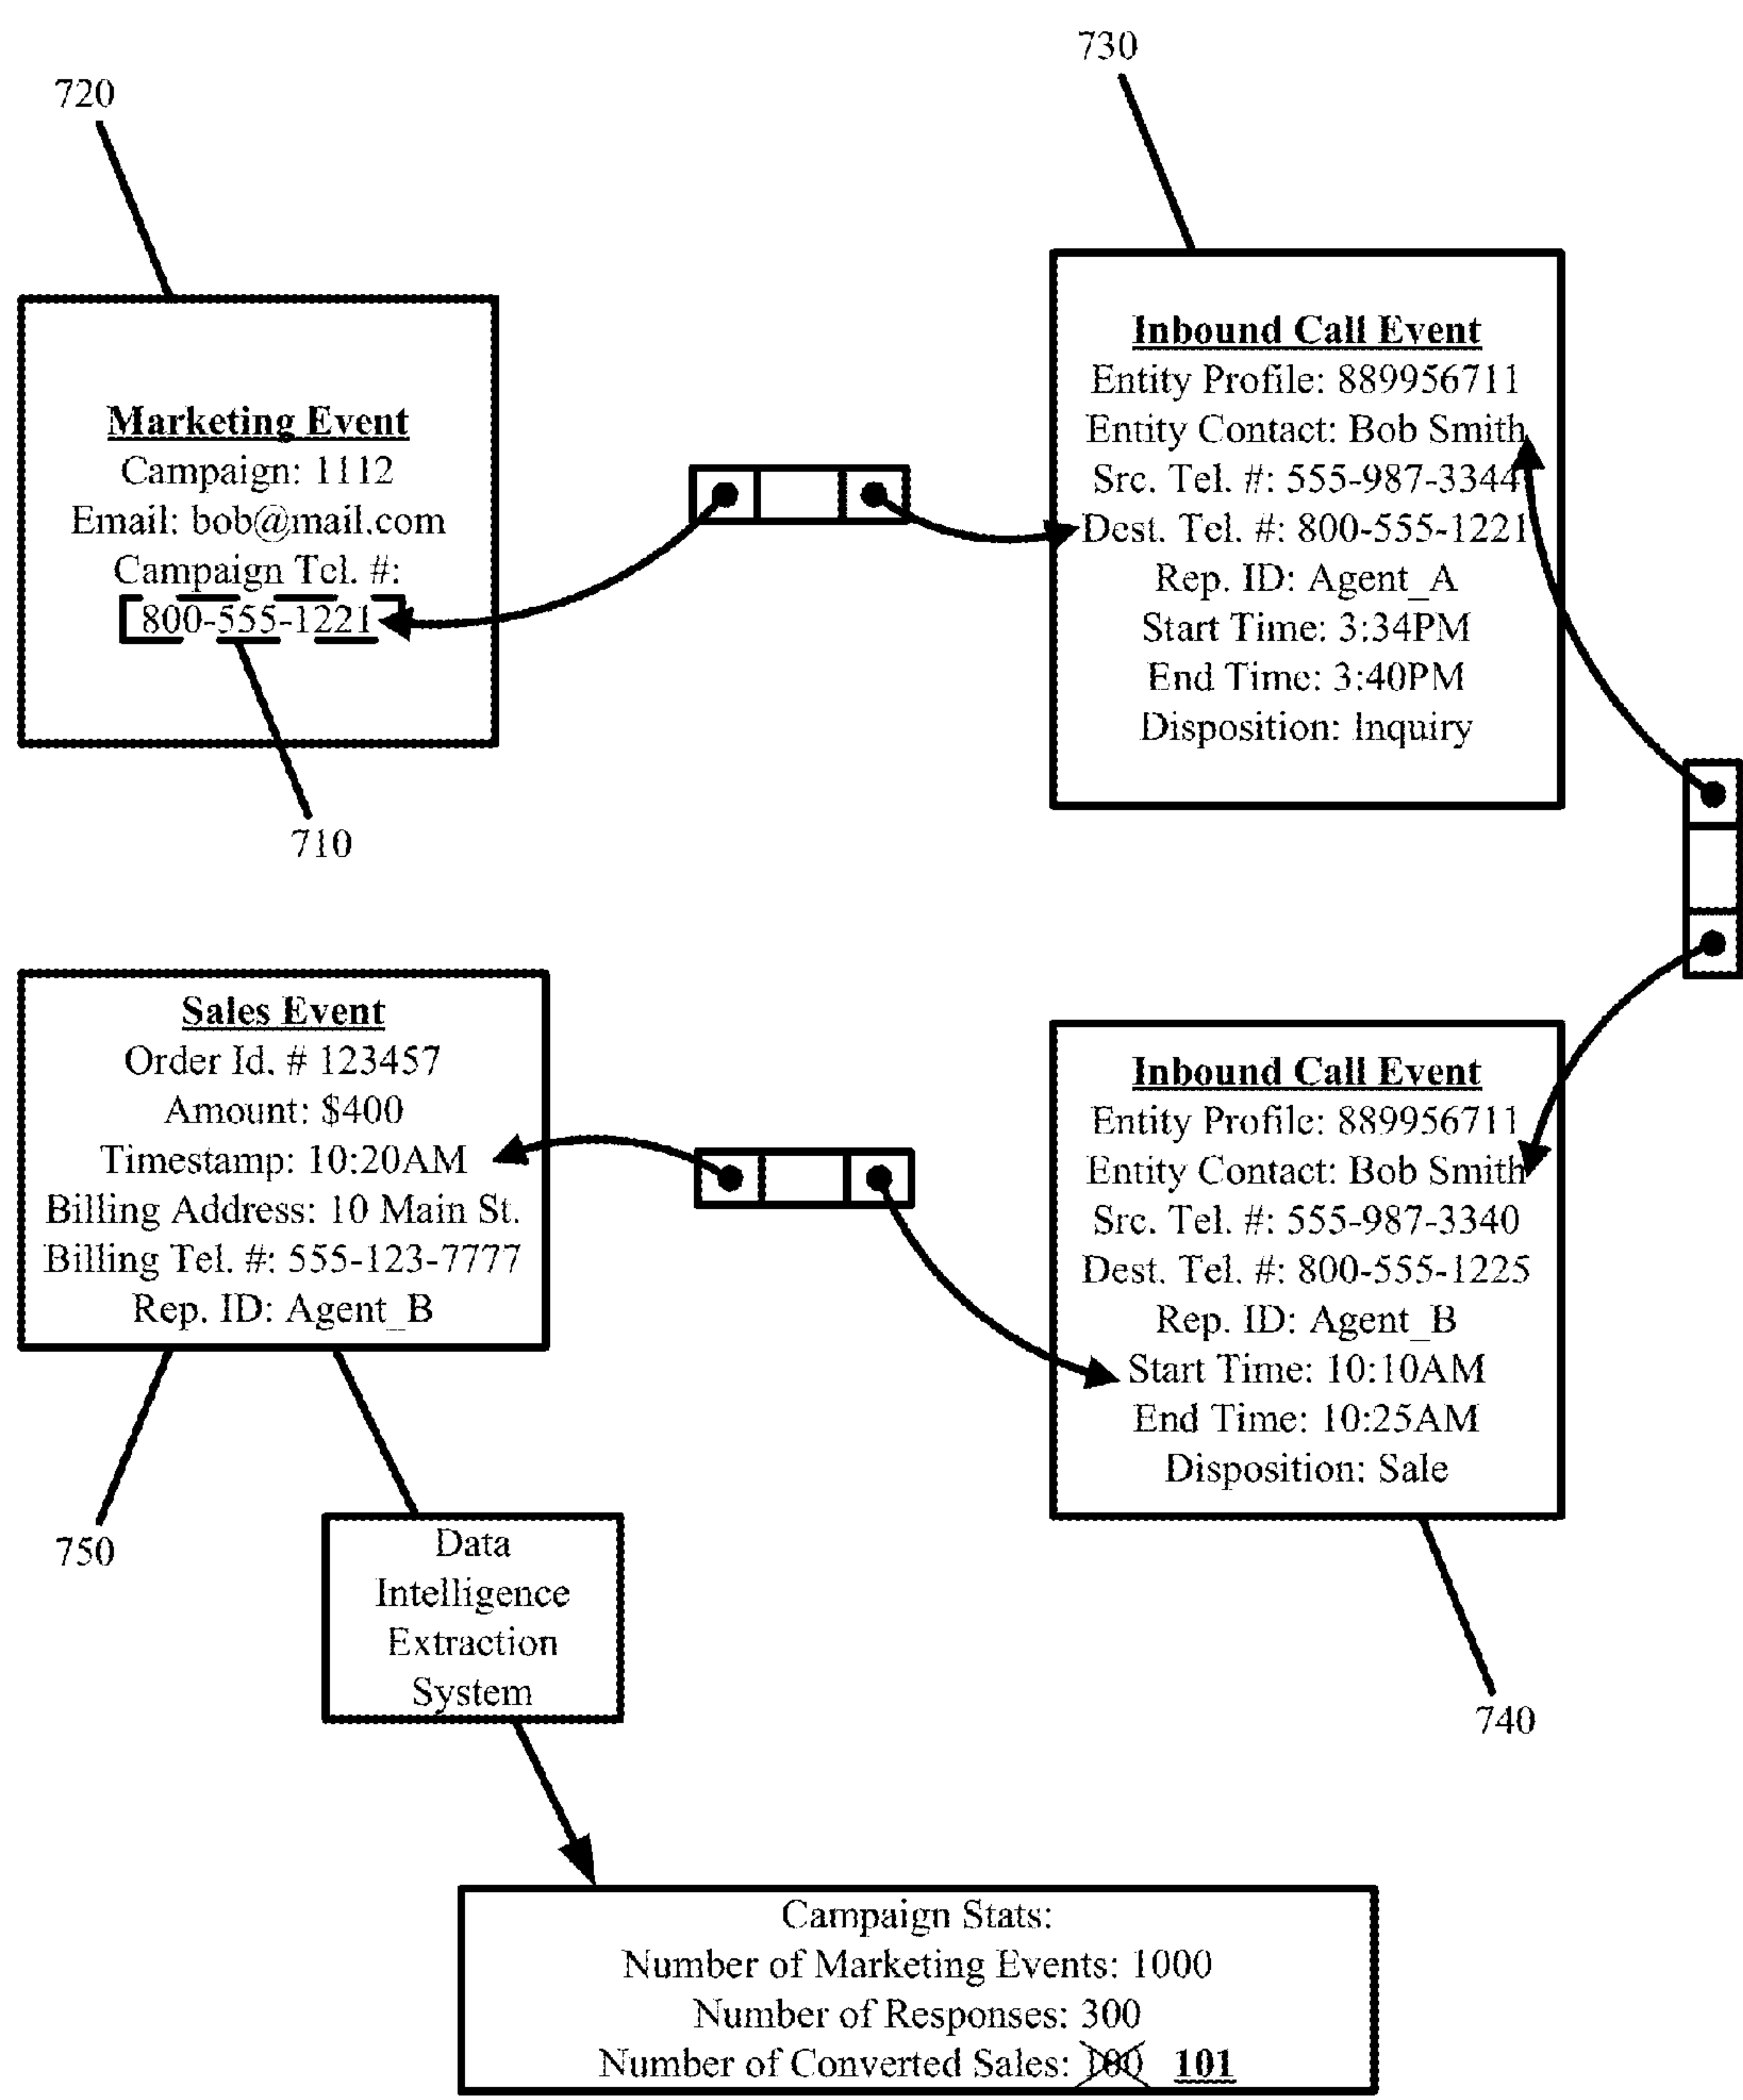 720
730
Marketing Event
Campaign: 1112
Email: bob@mail.com
Campaign Tel. #:
800-555-1221
710
Inbound Call Event
Entity Profile: 889956711
Entity Contact: Bob Smith
Src. Tel. #: 555-987-3344
Dest. Tel. #: 800-555-1221
Rep. ID: Agent_A
Start Time: 3:34PM
End Time: 3:40PM
Disposition: Inquiry
Sales Event
Order Id. # 123457
Amount: $400
Timestamp: 10:20AM
Billing Address: 10 Main St.
Billing Tel. #: 555-123-7777
Rep. ID: Agent_B
750
Inbound Call Event
Entity Profile: 889956711
Entity Contact: Bob Smith
Src. Tel. #: 555-987-3340
Dest. Tel. #: 800-555-1225
Rep. ID: Agent_B
Start Time: 10:10AM
End Time: 10:25AM
Disposition: Sale
740
Data
Intelligence
Extraction
System
Campaign Stats:
Number of Marketing Events: 1000
Number of Responses: 300
Number of Converted Sales: 100 101